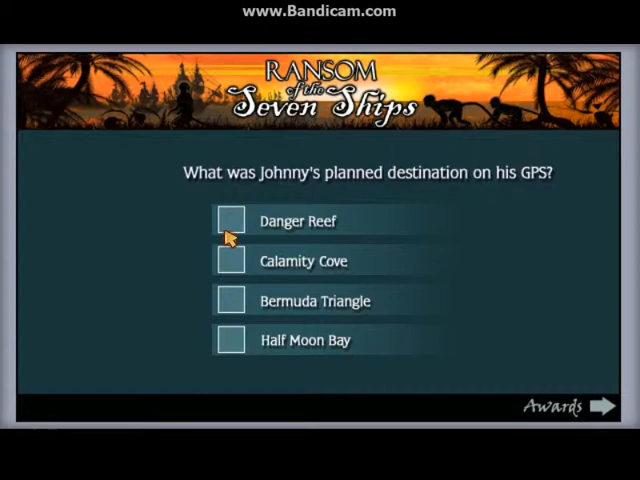 www.Bandicam.com
RANSOM
of the
Seven Ships
What was Johnny's planned destination on his GPS?
Danger Reef
Calamity Cove
Bermuda Triangle
Half Moon Bay
Awards